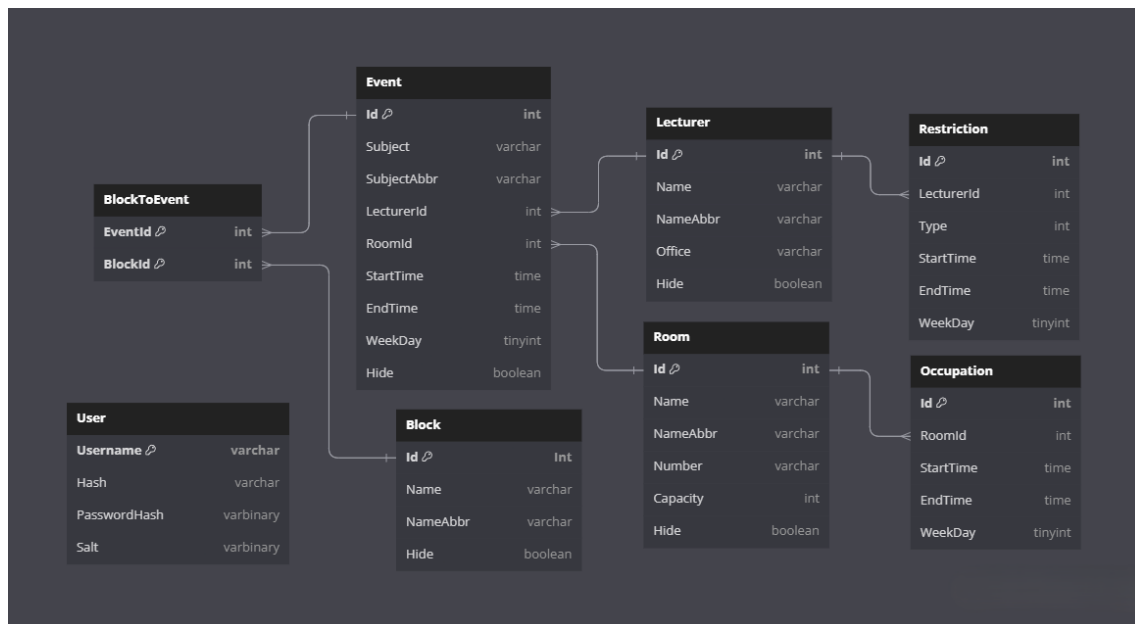 Event
Id int
Subject varchar
SubjectAbbr varchar
LecturerId int
RoomId int
StartTime time
EndTime time
WeekDay tinyint
Hide boolean
Lecturer
Id int
Name varchar
NameAbbr varchar
Office varchar
Hide boolean
Restriction
Id int
LecturerId int
Type int
StartTime time
EndTime time
WeekDay tinyint
BlockToEvent
EventId int
BlockId int
Room
Id int
Name varchar
NameAbbr varchar
Number varchar
Capacity int
Hide boolean
Occupation
Id int
RoomId int
StartTime time
EndTime time
WeekDay tinyint
User
Username varchar
Hash varchar
PasswordHash varbinary
Salt varbinary
Block
Id Int
Name varchar
NameAbbr varchar
Hide boolean